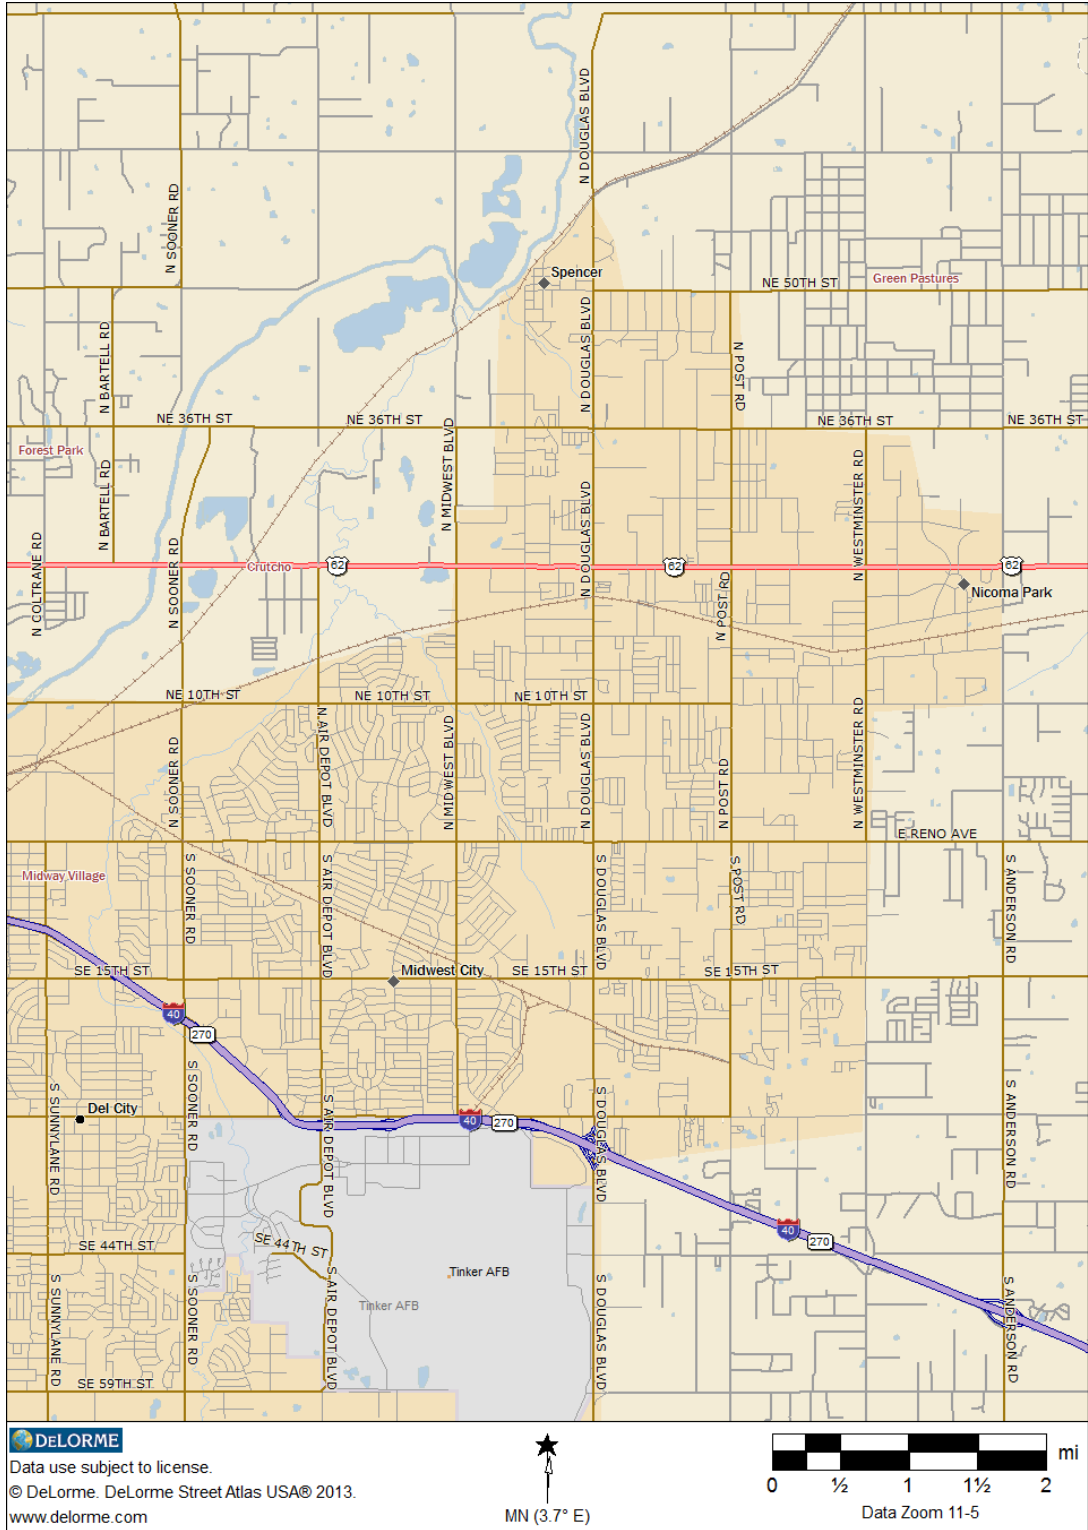 N DOUGLAS BLVD
N SOONER RD
Spencer
Green Pastures
NE 50TH ST
N BARTELL RD
N DOUGLAS BLVD
N POST RD
NE 36TH ST
NE 36TH ST
NE 36TH ST
NE 36TH ST
Forest Park
N MIDWEST BLVD
N BARTELL RD
N DOUGLAS BLVD
N WESTMINSTER RD
N COLTRANE RD
N SOONER RD
Crutcho
62
62
62
N POST RD
Nicoma Park
NE 10TH ST
NE 10TH ST
NE 10TH ST
N SOONER RD
N AIR DEPOT BLVD
N MIDWEST BLVD
N DOUGLAS BLVD
N POST RD
N WESTMINSTER RD
E RENO AVE
Midway Village
S SOONER RD
S AIR DEPOT BLVD
S DOUGLAS BLVD
S POST RD
S ANDERSON RD
SE 15TH ST
Midwest City
SE 15TH ST
SE 15TH ST
40
270
S SUNNYLANE RD
Del City
S SOONER RD
S AIR DEPOT BLVD
40
270
S DOUGLAS BLVD
S ANDERSON RD
40
270
SE 44TH ST
SE 44TH ST
Tinker AFB
Tinker AFB
S SUNNYLANE RD
S SOONER RD
S AIR DEPOT BLVD
S DOUGLAS BLVD
S ANDERSON RD
SE 59TH ST
DELORME
Data use subject to license.
© DeLorme. DeLorme Street Atlas USA® 2013.
www.delorme.com
MN (3.7° E)
mi
0 ½ 1 1½ 2
Data Zoom 11-5